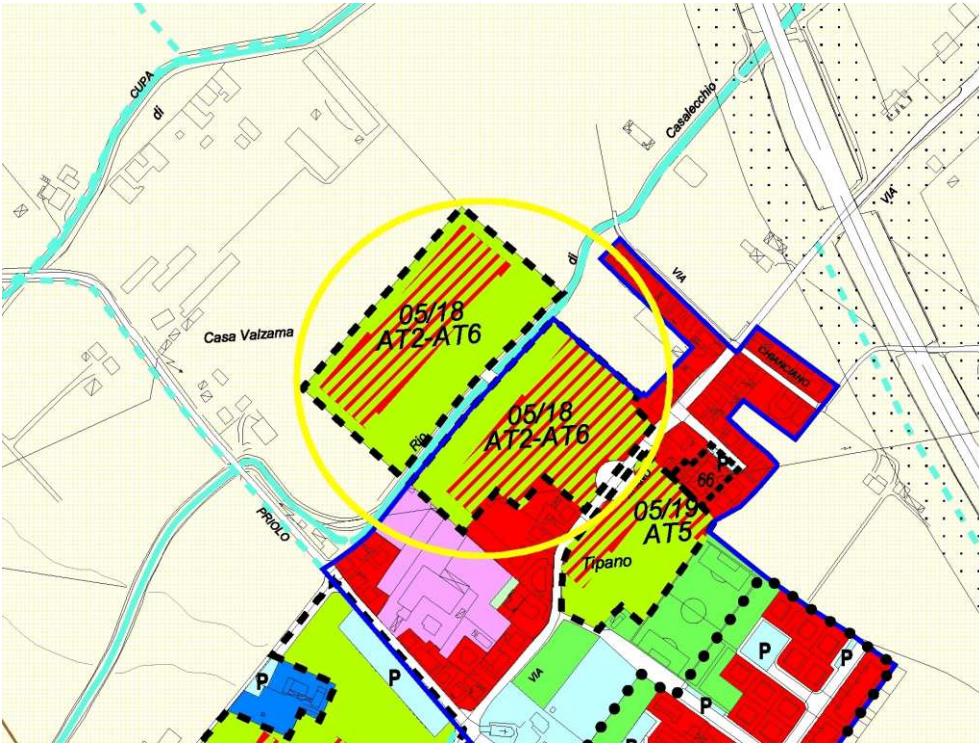 CUPA
di
Casalecchio
VIA
di
VIA
05/18
AT2-AT6
Casa Valzama
CHIANCIANO
05/18
AT2-AT6
Rio
P
66
05/19
AT5
PRIOLO
Tipano
P
P
P
P
VIA
P
P